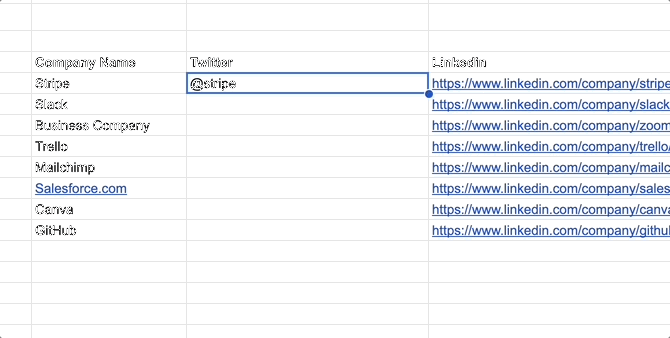 Company Name Twitter Linkedin
Stripe @stripe https://www.linkedin.com/company/stripe
Slack https://www.linkedin.com/company/slack
Business Company https://www.linkedin.com/company/zoom
Trello https://www.linkedin.com/company/trello/
Mailchimp https://www.linkedin.com/company/mailc
Salesforce.com https://www.linkedin.com/company/sales
Canva https://www.linkedin.com/company/canva
GitHub https://www.linkedin.com/company/githu